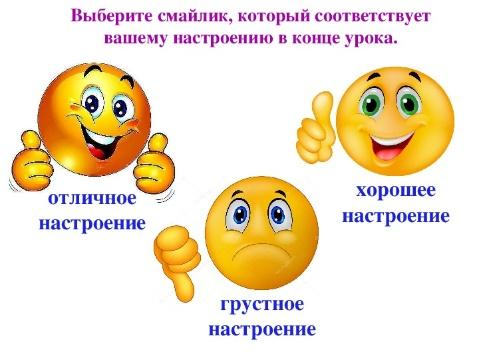 Выберите смайлик, который соответствует
вашему настроению в конце урока.
отличное
настроение
хорошее
настроение
грустное
настроение